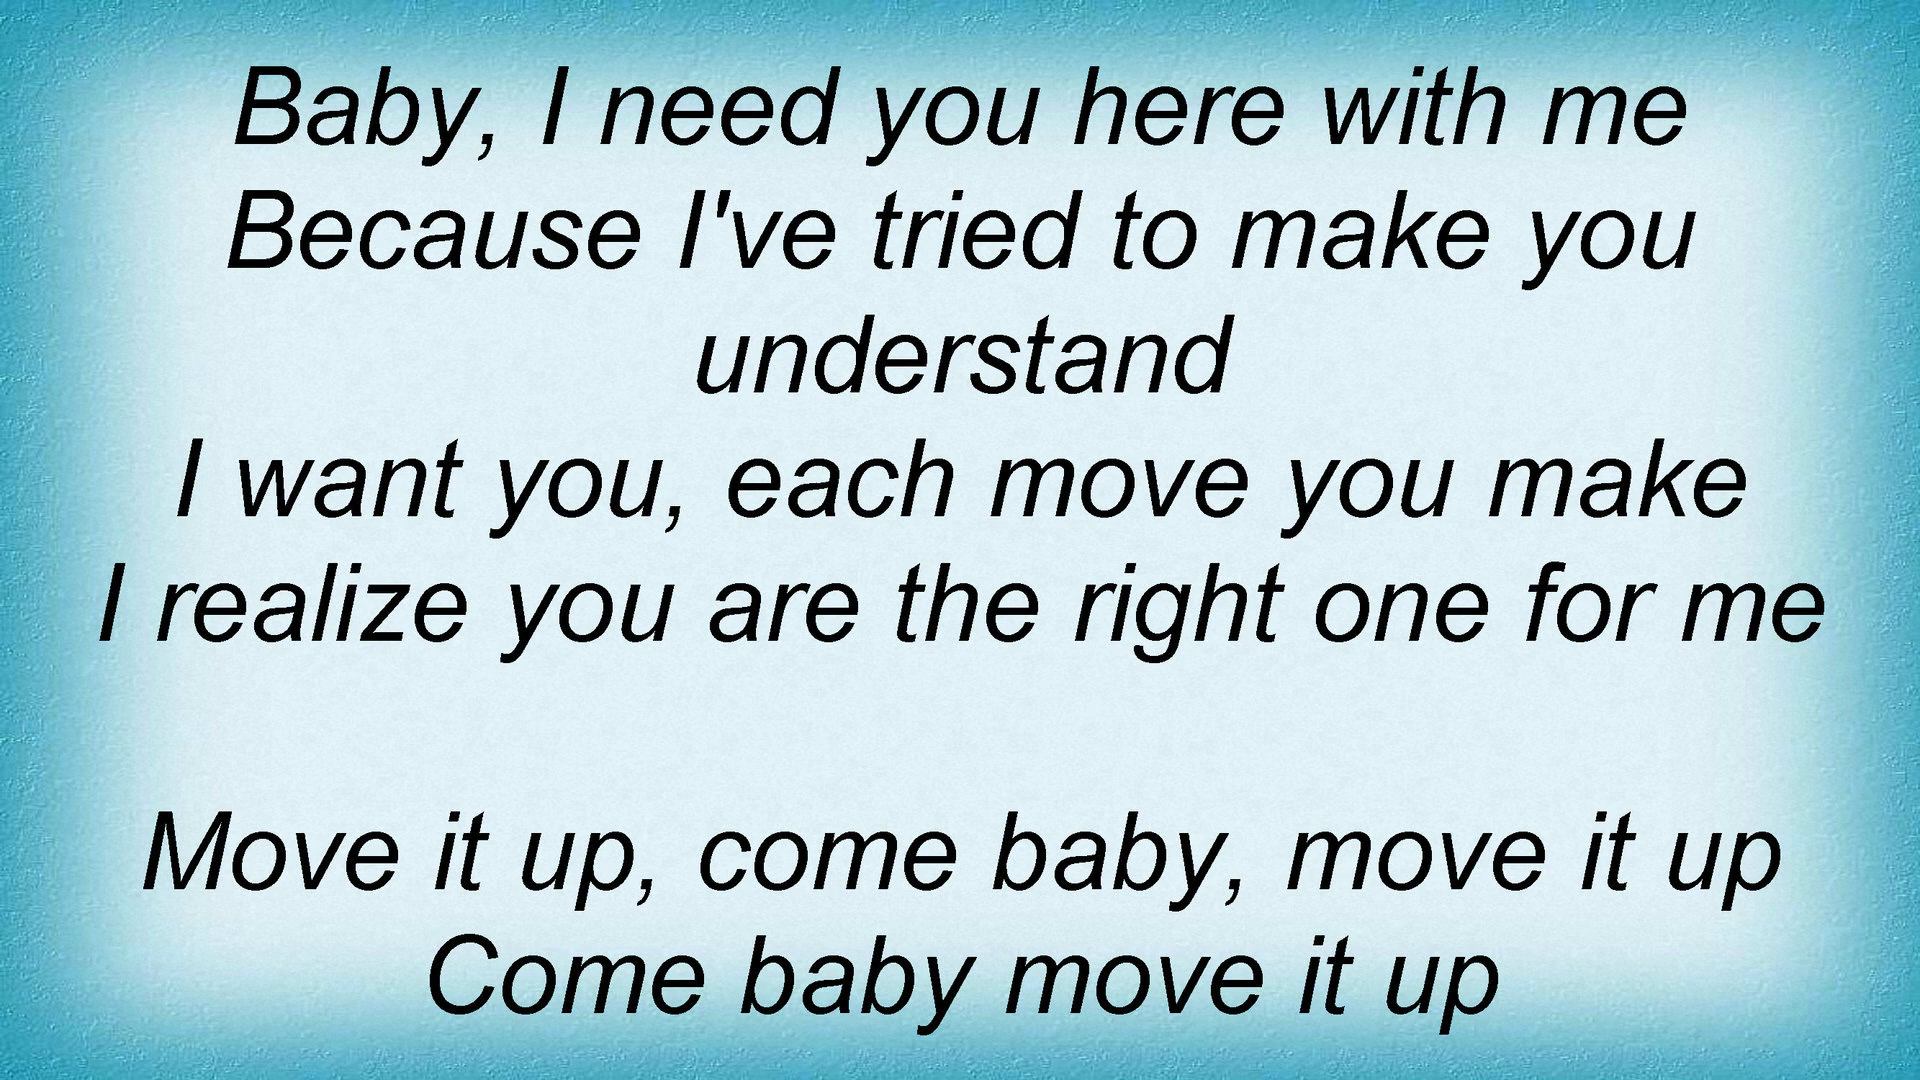 Baby, I need you here with me
Because I've tried to make you
understand
I want you, each move you make
I realize you are the right one for me
Move it up, come baby, move it up
Come baby move it up